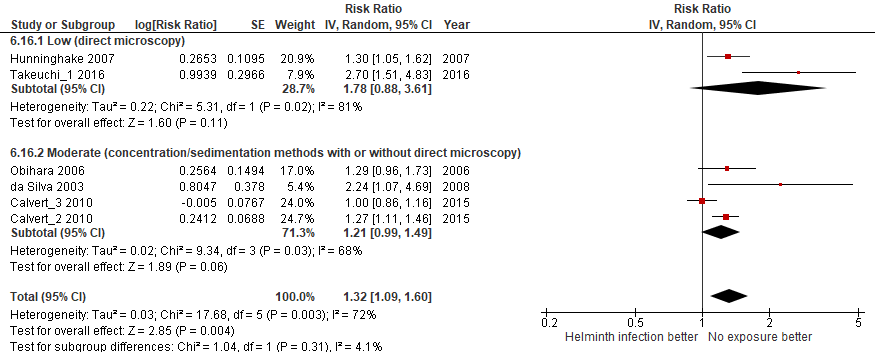 Risk Ratio Risk Ratio
Study or Subgroup log[Risk Ratio] SE Weight IV, Random, 95% CI Year IV, Random, 95% CI
6.16.1 Low (direct microscopy)
Hunninghake 2007 0.2653 0.1095 20.9% 1.30 [1.05, 1.62] 2007
Takeuchi_1 2016 0.9939 0.2966 7.9% 2.70 [1.51, 4.83] 2016
Subtotal (95% CI) 28.7% 1.78 [0.88, 3.61]
Heterogeneity: Tau² = 0.22; Chi² = 5.31, df = 1 (P = 0.02); I² = 81%
Test for overall effect: Z = 1.60 (P = 0.11)
6.16.2 Moderate (concentration/sedimentation methods with or without direct microscopy)
Obihara 2006 0.2564 0.1494 17.0% 1.29 [0.96, 1.73] 2006
da Silva 2003 0.8047 0.378 5.4% 2.24 [1.07, 4.69] 2008
Calvert_3 2010 -0.005 0.0767 24.0% 1.00 [0.86, 1.16] 2015
Calvert_2 2010 0.2412 0.0688 24.7% 1.27 [1.11, 1.46] 2015
Subtotal (95% CI) 71.3% 1.21 [0.99, 1.49]
Heterogeneity: Tau² = 0.02; Chi² = 9.34, df = 3 (P = 0.03); I² = 68%
Test for overall effect: Z = 1.89 (P = 0.06)
Total (95% CI) 100.0% 1.32 [1.09, 1.60]
Heterogeneity: Tau² = 0.03; Chi² = 17.68, df = 5 (P = 0.003); I² = 72%
Test for overall effect: Z = 2.85 (P = 0.004)
Test for subgroup differences: Chi² = 1.04, df = 1 (P = 0.31), I² = 4.1%
0.2 0.5 1 2 5
Helminth infection better No exposure better